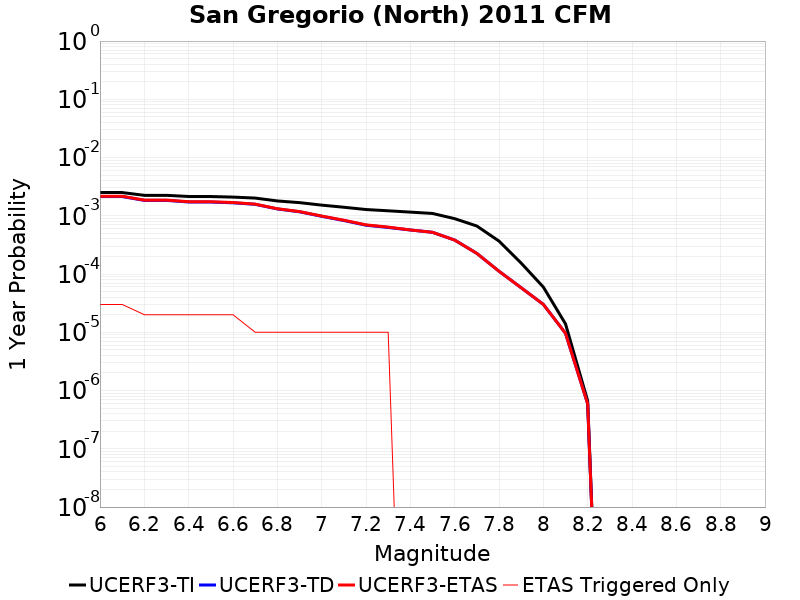 San Gregorio (North) 2011 CFM
1 Year Probability
10^0
10^-1
10^-2
10^-3
10^-4
10^-5
10^-6
10^-7
10^-8
6 6.2 6.4 6.6 6.8 7 7.2 7.4 7.6 7.8 8 8.2 8.4 8.6 8.8 9
Magnitude
UCERF3-TI UCERF3-TD UCERF3-ETAS ETAS Triggered Only